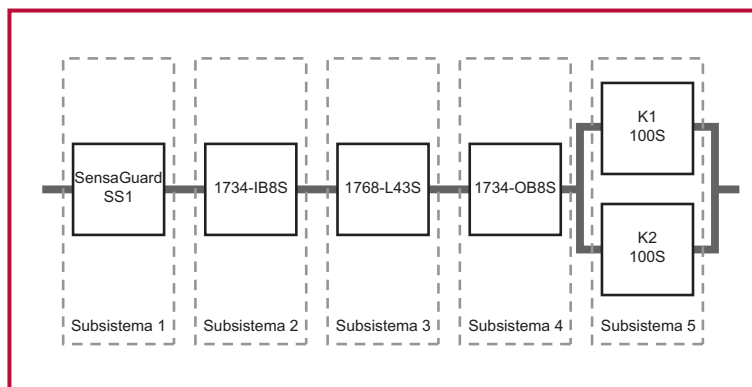 SensaGuard
SS1
1734-IB8S
1768-L43S
1734-OB8S
K1
100S
K2
100S
Subsistema 1
Subsistema 2
Subsistema 3
Subsistema 4
Subsistema 5